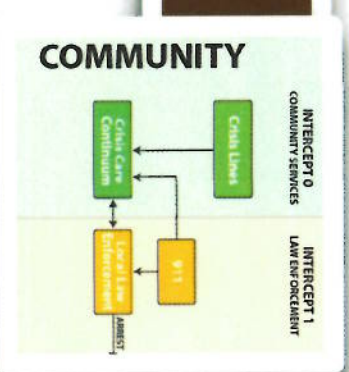 COMMUNITY
INTERCEPT 0
COMMUNITY SERVICES
INTERCEPT 1
LAW ENFORCEMENT
Crisis Lines
911
Crisis Care
Continuum
Local Law
Enforcement
ARREST